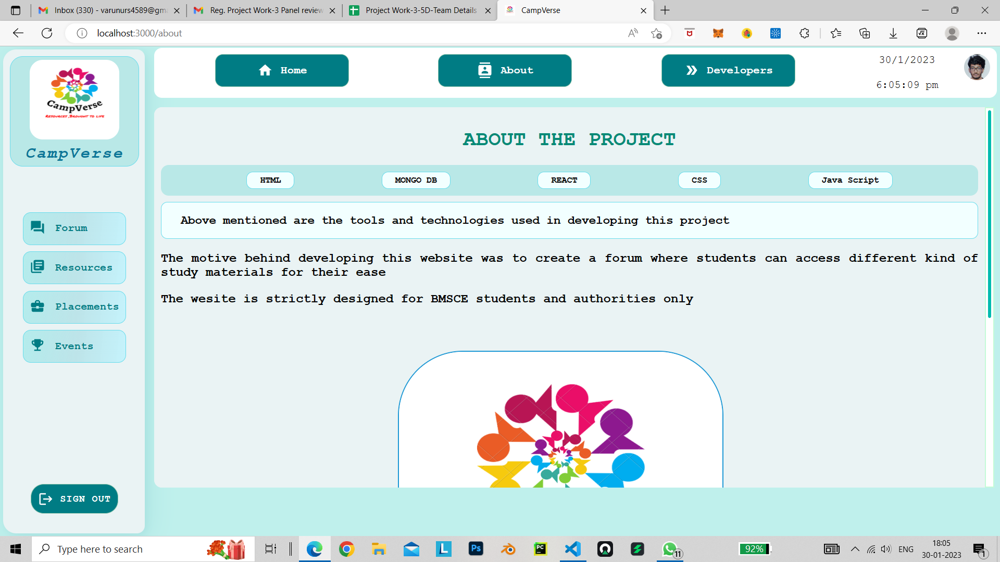 Inbox (330) - varunurs4589@gma
Reg. Project Work-3 Panel review
Project Work-3-5D-Team Details
CampVerse
localhost:3000/about
CampVerse
RESOURCES ,BROUGHT TO LIFE
CampVerse
Home
About
Developers
30/1/2023
6:05:09 pm
Forum
Resources
Placements
Events
SIGN OUT
ABOUT THE PROJECT
HTML
MONGO DB
REACT
CSS
Java Script
Above mentioned are the tools and technologies used in developing this project
The motive behind developing this website was to create a forum where students can access different kind of
study materials for their ease
The wesite is strictly designed for BMSCE students and authorities only
Type here to search
L
Ps
PC
11
92%
ENG
18:05
30-01-2023
1